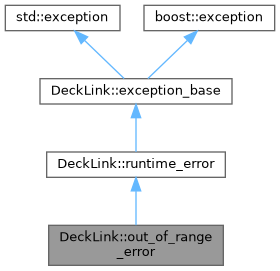 std::exception
boost::exception
DeckLink::exception_base
DeckLink::runtime_error
DeckLink::out_of_range
_error